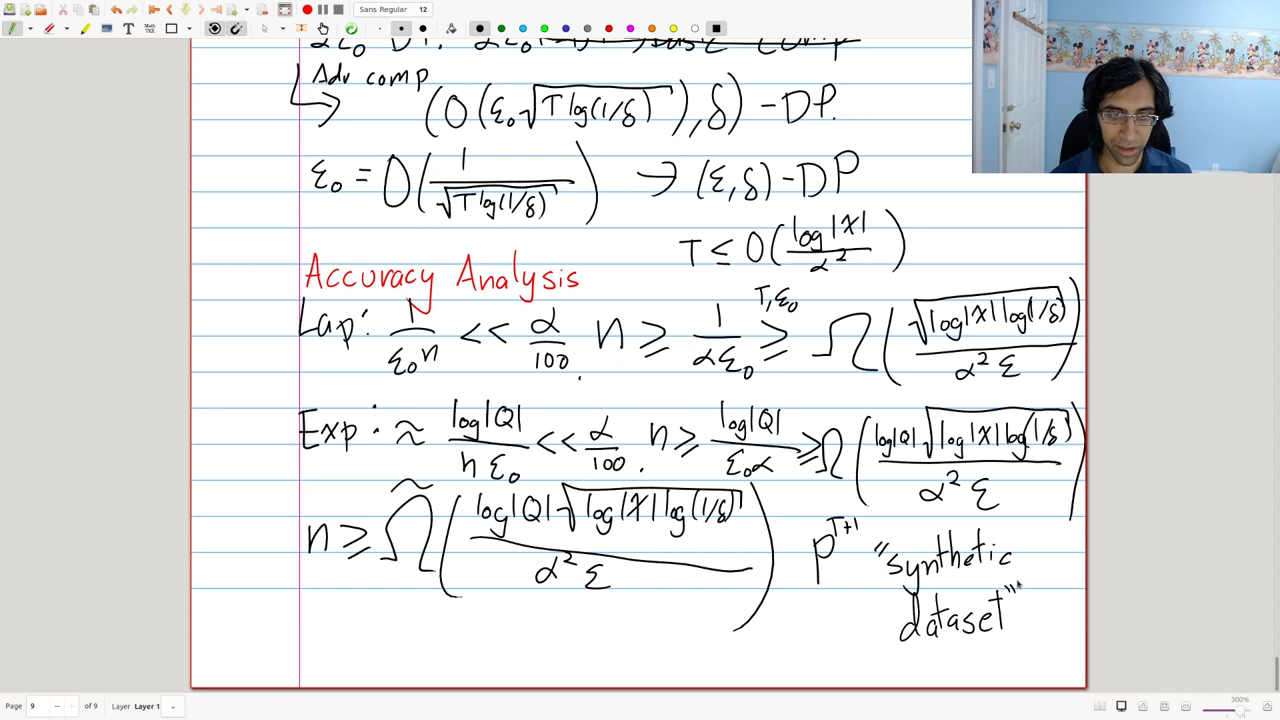 Sans Regular 12
Adv comp
(O(ε₀√(T log(1/δ))), δ) - DP.
ε₀ = O(1/√(T log(1/δ))) → (ε, δ) - DP
T ≤ O(log|X|/α²)
Accuracy Analysis
Lap: 1/(ε₀n) << α/100. n ≥ 1/(αε₀) ≥ Ω(√(log|X| log(1/δ))/(α²ε))
T, ε₀
Exp: ≈ log|Q|/(nε₀) << α/100. n ≥ log|Q|/(ε₀α) ≥ Ω(log|Q|√(log|X| log(1/δ))/(α²ε))
n ≥ Ω̃(log|Q|√(log|X| log(1/δ))/(α²ε))
p^(T+1) "synthetic
dataset"
Page 9 of 9 Layer Layer 1
300%